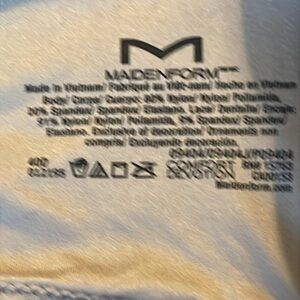 M
MAIDENFORM
Made in Vietnam/ Fabriqué au Viêt-nam/ Hecho en Vietnam
Body/ Corps/ Cuerpo: 80% Nylon/ Nylon/ Poliamida,
20% Spandex/ Spandex/ Elastano. Lace/ Dentelle/ Encaje:
Nylon/ Nylon/ Poliamida, Spandex/ Spandex/
Elastano. Exclusive of decoration/ Ornements non
compris/ Excluyendo decoración.
COMFORT
DEVOTION
RN#
Maidenform.com